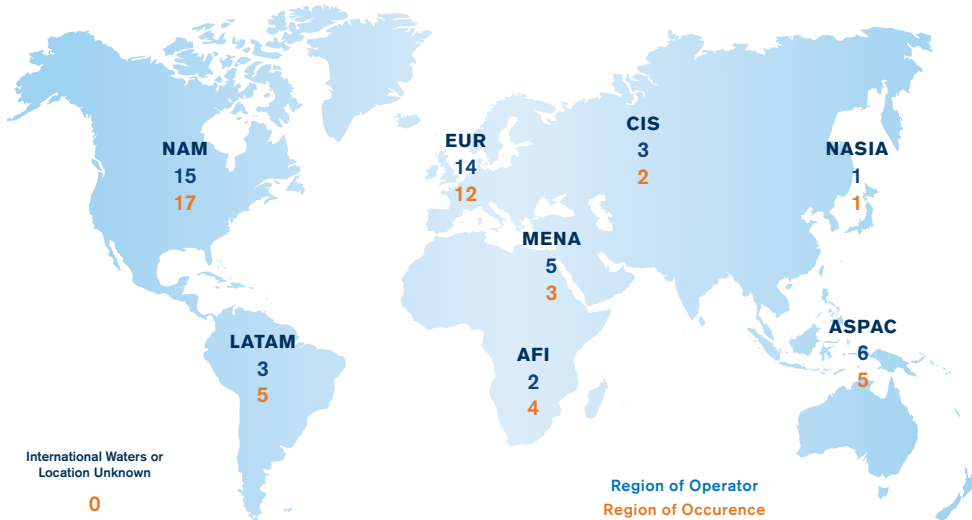 NAM
15
17
EUR
14
12
CIS
3
2
NASIA
1
1
MENA
5
3
LATAM
3
5
AFI
2
4
ASPAC
6
5
International Waters or
Location Unknown
0
Region of Operator
Region of Occurence